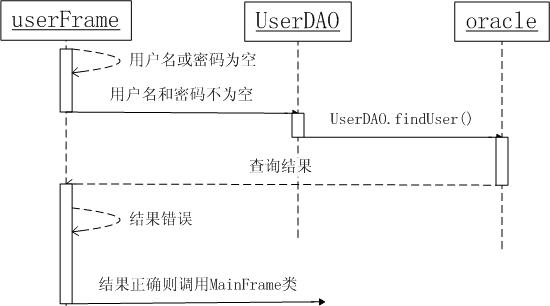 userFrame
UserDAO
oracle
用户名或密码为空
用户名和密码不为空
UserDAO.findUser()
查询结果
结果错误
结果正确则调用MainFrame类